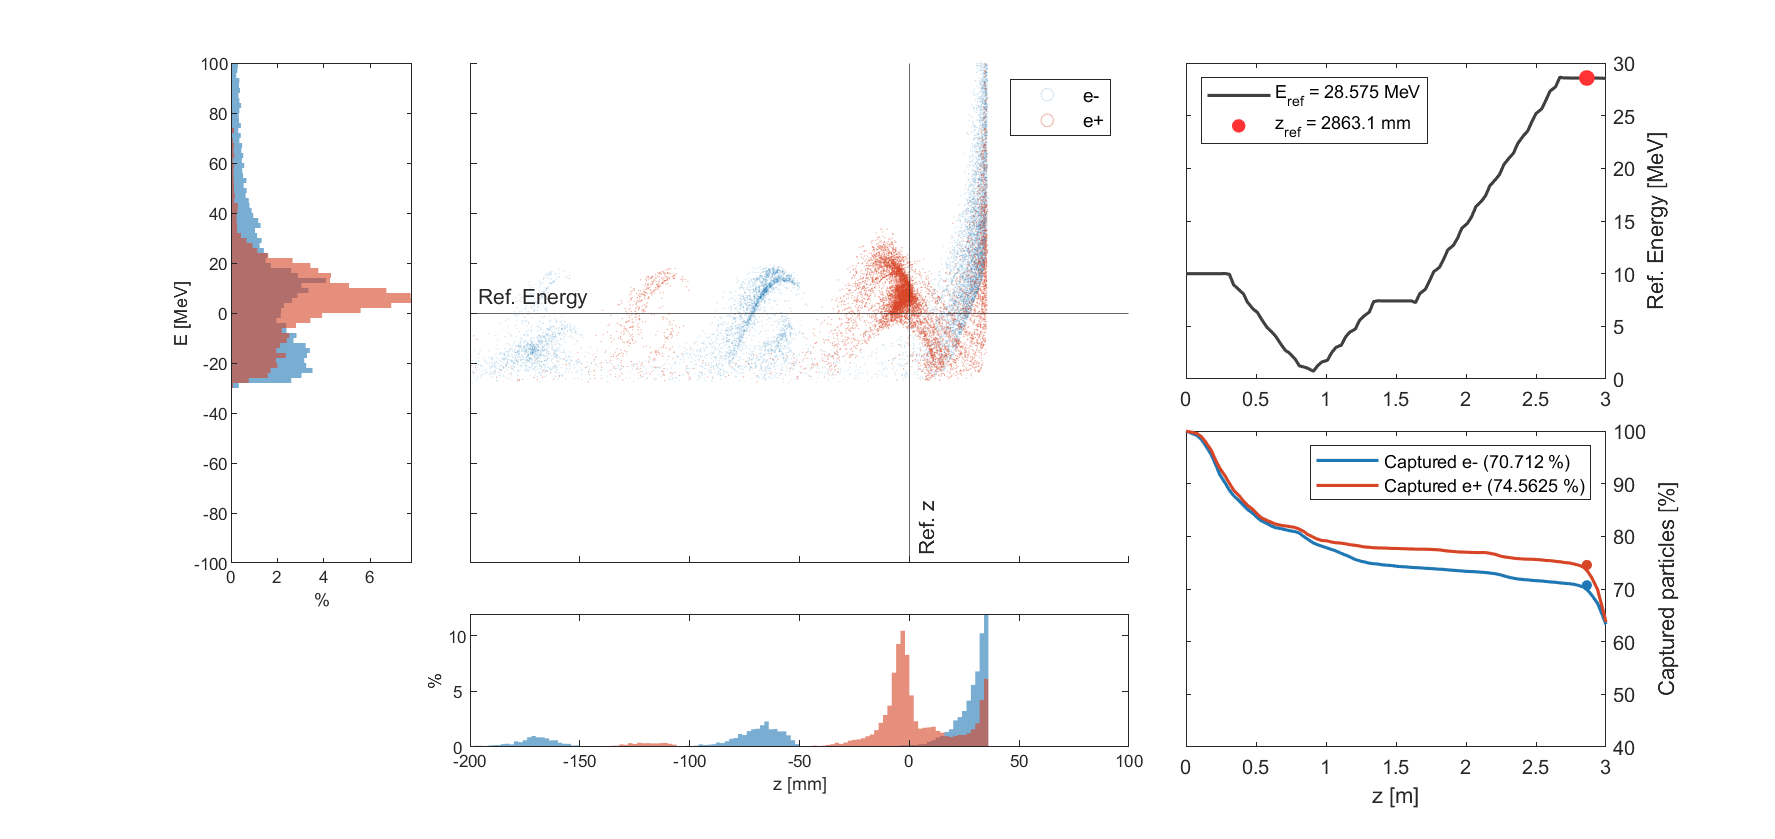 100
80
60
40
20
0
-20
-40
-60
-80
-100
E [MeV]
0 2 4 6
%
Ref. Energy
Ref. z
e-
e+
10
5
0
%
-200 -150 -100 -50 0 50 100
z [mm]
E_ref = 28.575 MeV
z_ref = 2863.1 mm
30
25
20
15
10
5
0
Ref. Energy [MeV]
0 0.5 1 1.5 2 2.5 3
Captured e- (70.712 %)
Captured e+ (74.5625 %)
100
90
80
70
60
50
40
Captured particles [%]
0 0.5 1 1.5 2 2.5 3
z [m]